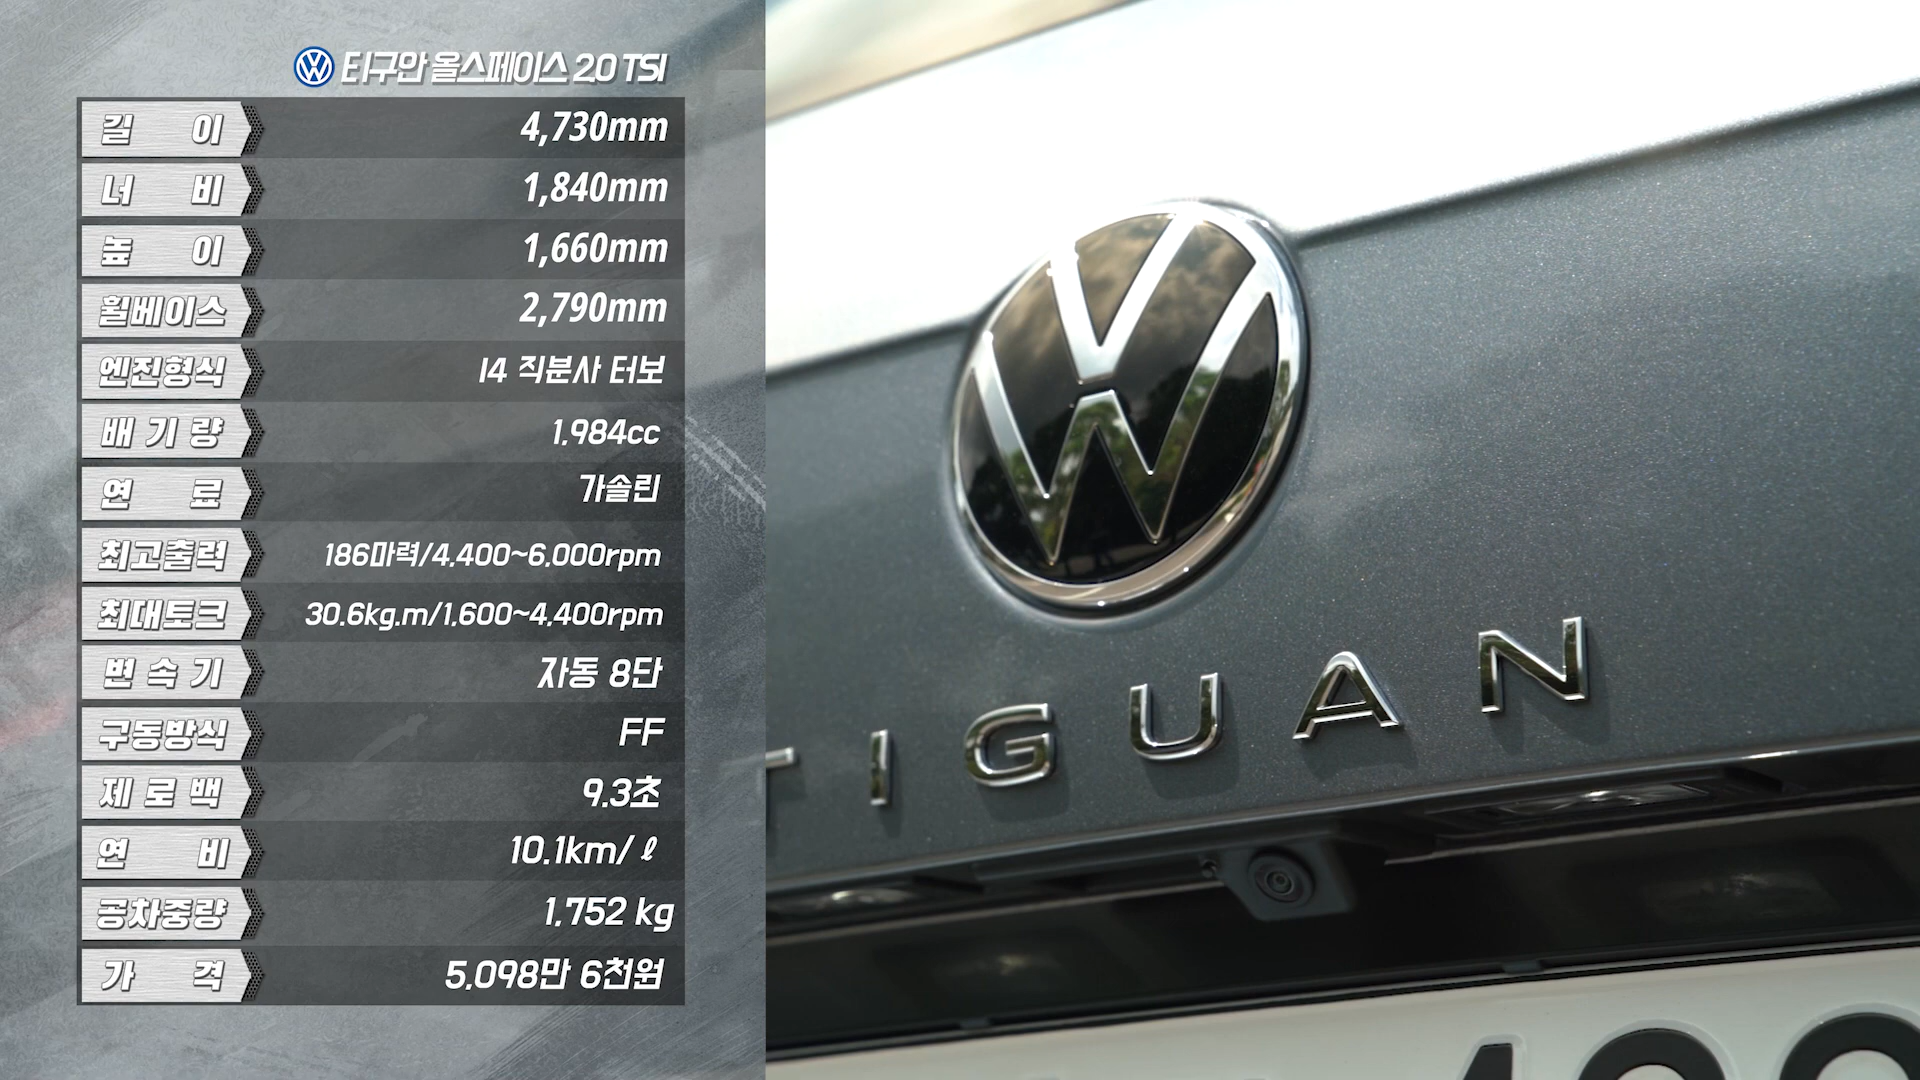 티구안 올스페이스 2.0 TSI
길 이 4,730mm
너 비 1,840mm
높 이 1,660mm
휠베이스 2,790mm
엔진형식 I4 직분사 터보
배 기 량 1,984cc
연 료 가솔린
최고출력 186마력/4,400~6,000rpm
최대토크 30.6kg.m/1,600~4,400rpm
변 속 기 자동 8단
구동방식 FF
제 로 백 9.3초
연 비 10.1km/ℓ
공차중량 1,752 kg
가 격 5,098만 6천원
TIGUAN